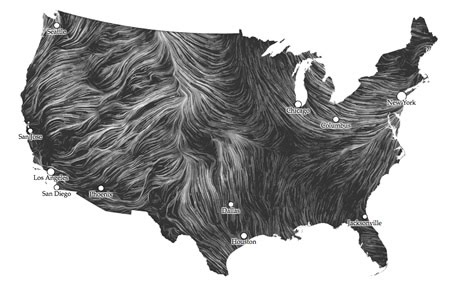 Seattle
Chicago
New York
Columbus
San Jose
Los Angeles
San Diego
Phoenix
Dallas
Jacksonville
Houston